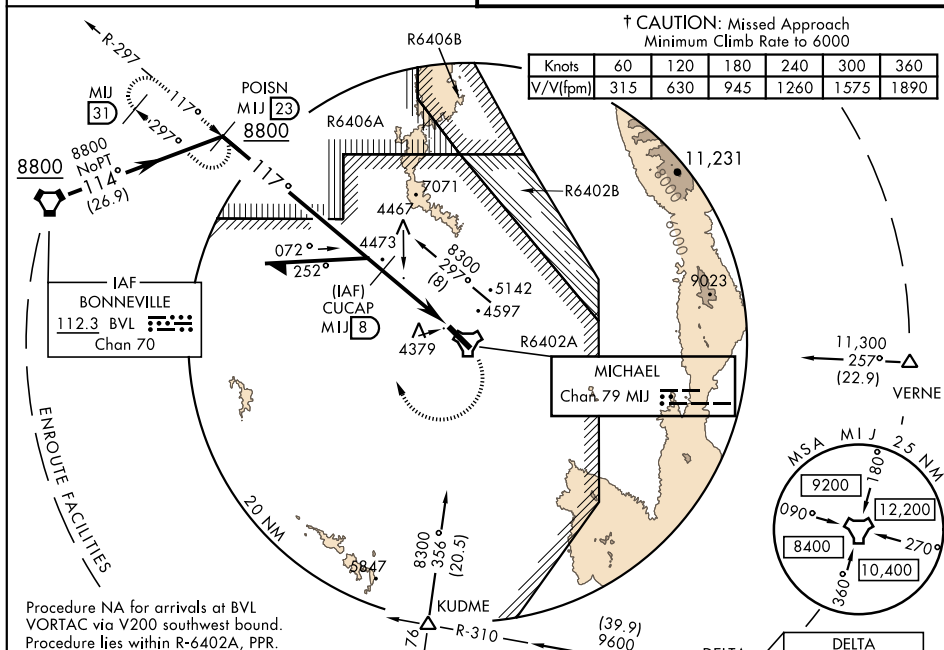 † CAUTION: Missed Approach
Minimum Climb Rate to 6000
Knots 60 120 180 240 300 360
V/V(fpm) 315 630 945 1260 1575 1890
R-297
R6406B
MIJ
31
117°
297°
POISN
MIJ 23
8800
R6406A
8800
8800
NoPT
114°
(26.9)
117°
11,231
8000
6000
7071
R6402B
4467
4473
072°
252°
8300
297°
(8)
5142
4597
9023
(IAF)
CUCAP
MIJ 8
4379
R6402A
IAF
BONNEVILLE
112.3 BVL
Chan 70
MICHAEL
Chan 79 MIJ
11,300
257°
(22.9)
VERNE
ENROUTE FACILITIES
20 NM
MSA MIJ 25 NM
180°
9200
12,200
090°
270°
8400
10,400
360°
5847
8300
356°
(20.5)
KUDME
R-310
76
(39.9)
9600
Procedure NA for arrivals at BVL
VORTAC via V200 southwest bound.
Procedure lies within R-6402A, PPR.
DELTA
DELTA